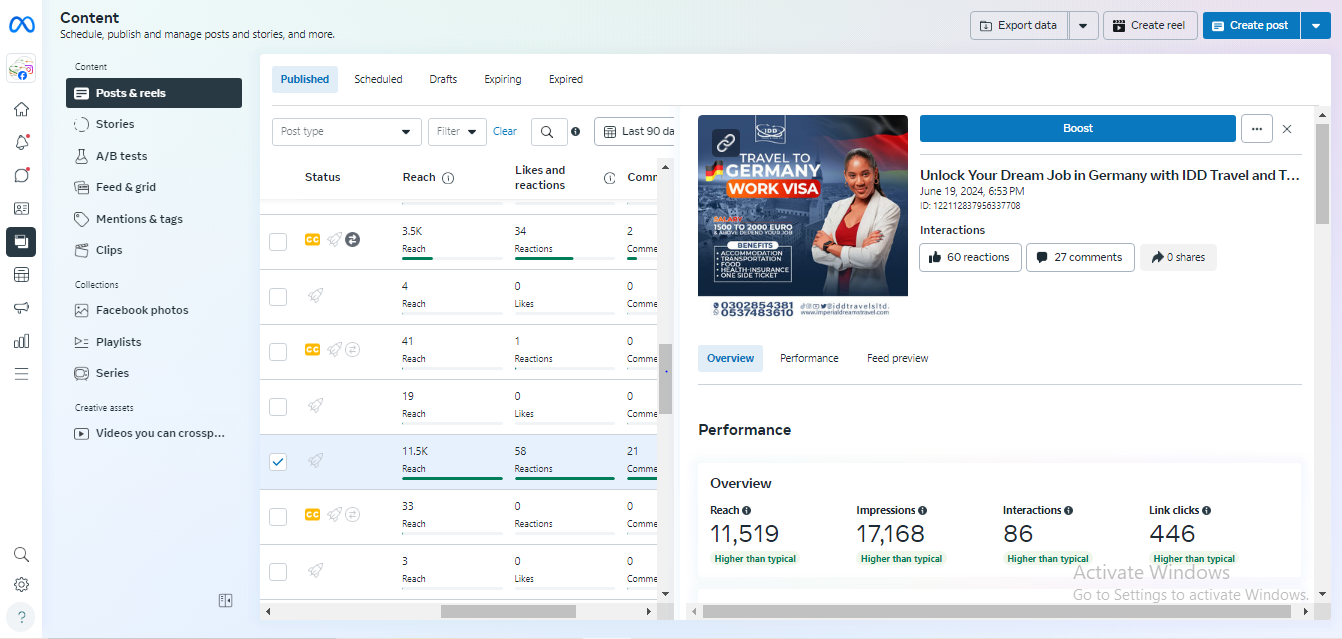 Content
Schedule, publish and manage posts and stories, and more.
Export data
Create reel
Create post
Content
Posts & reels
Stories
A/B tests
Feed & grid
Mentions & tags
Clips
Collections
Facebook photos
Playlists
Series
Creative assets
Videos you can crossp...
?
Published Scheduled Drafts Expiring Expired
Post type
Filter
Clear
Last 90 da
Status Reach Likes and reactions Comm
CC
3.5K 34 2
Reach Reactions Comme
4 0 0
Reach Likes Comme
CC
41 1 0
Reach Reactions Comme
19 0 0
Reach Likes Comme
11.5K 58 21
Reach Reactions Comme
CC
33 0 0
Reach Reactions Comme
3 0 0
Reach Likes Comme
IDD
TRAVEL TO
GERMANY
WORK VISA
SALARY
1500 TO 2000 EURO
& ABOVE DEPEND YOUR JOB
BENEFITS
• ACCOMMODATION
• TRANSPORTATION
• FOOD
• HEALTH-INSURANCE
• ONE SIDE TICKET
0302854381
0537483610
iddtravelsltd.
www.imperialdreamstravel.com
Boost
...
Unlock Your Dream Job in Germany with IDD Travel and T...
June 19, 2024, 6:53 PM
ID: 122112837956337708
Interactions
60 reactions
27 comments
0 shares
Overview Performance Feed preview
Performance
Overview
Reach Impressions Interactions Link clicks
11,519 17,168 86 446
Higher than typical Higher than typical Higher than typical Higher than typical
Activate Windows
Go to Settings to activate Windows.